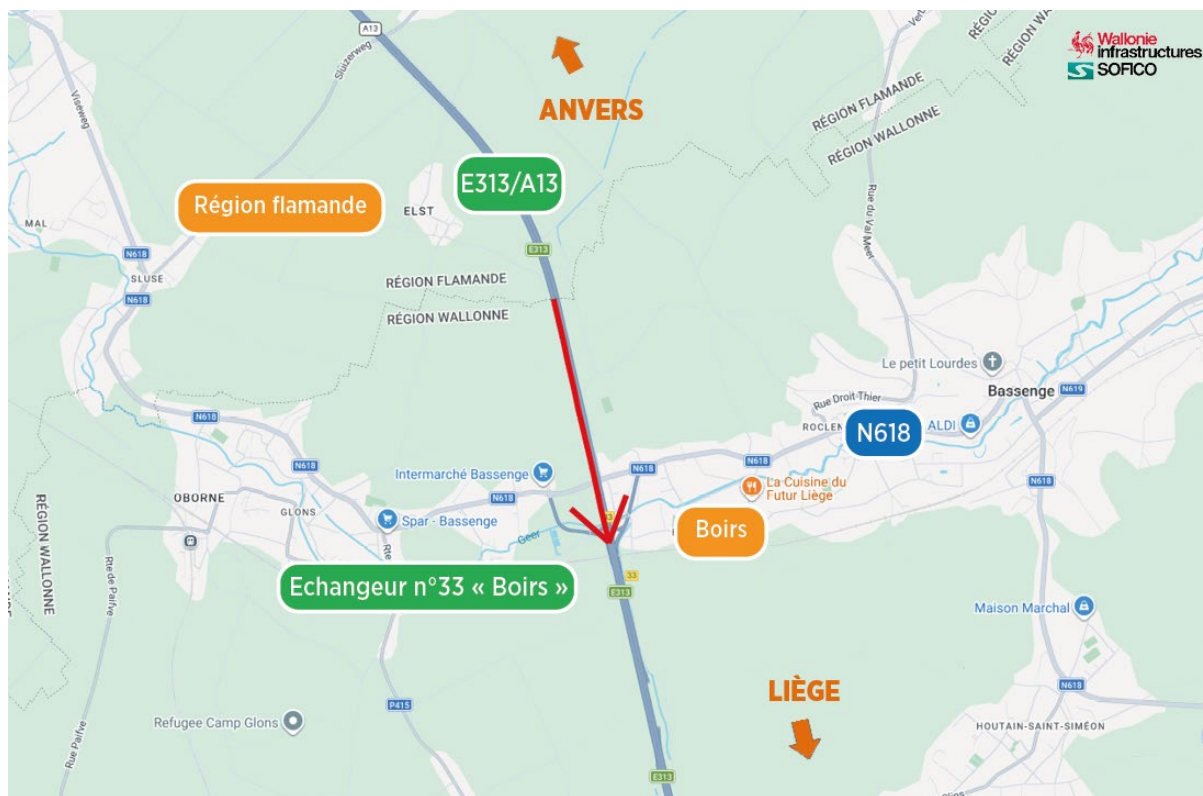 A13
Sluizerweg
ANVERS
RÉGION FLAMANDE
RÉGION WALLONNE
Wallonie
infrastructures
SOFICO
Viséweg
E313/A13
Région flamande
ELST
MAL
N618
SLUSE
N618
E313
RÉGION FLAMANDE
RÉGION WALLONNE
Rue du Val Meet
Le petit Lourdes
Bassenge
N619
Rue Droit Thier
N618
ALDI
N618
N618
Intermarché Bassenge
N618
N618
La Cuisine du
Futur Liège
N618
N618
OBORNE
GLONS
Spar - Bassenge
Boirs
RÉGION WALLONNE
Rte de Paifve
Rte
Geer
Echangeur n°33 « Boirs »
33
E313
Maison Marchal
LIÈGE
N618
P415
Refugee Camp Glons
HOUTAIN-SAINT-SIMÉON
Rue Paifve
E313